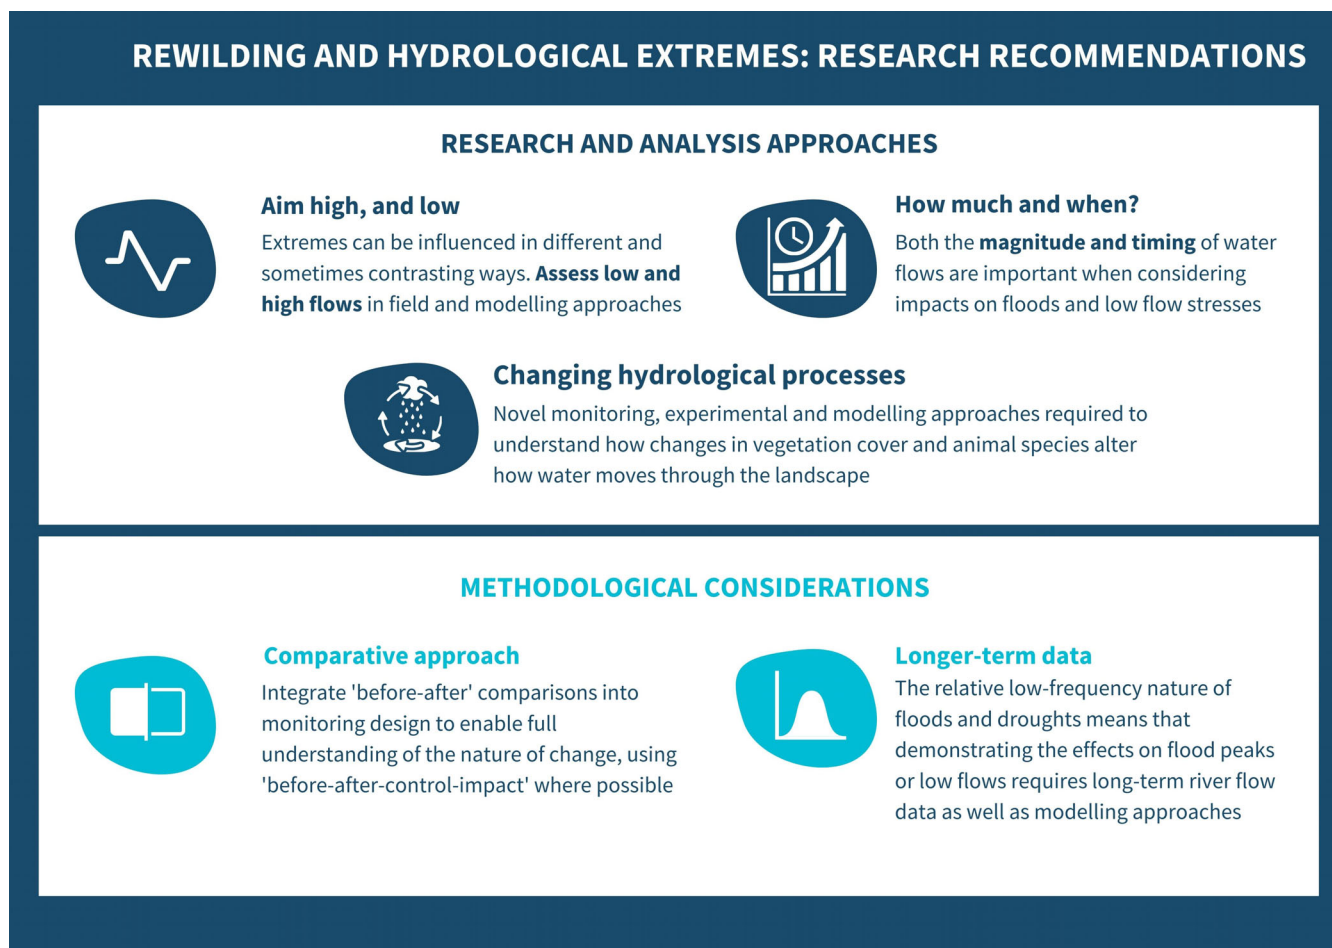 REWILDING AND HYDROLOGICAL EXTREMES: RESEARCH RECOMMENDATIONS
RESEARCH AND ANALYSIS APPROACHES
Aim high, and low
Extremes can be influenced in different and
sometimes contrasting ways. Assess low and
high flows in field and modelling approaches
How much and when?
Both the magnitude and timing of water
flows are important when considering
impacts on floods and low flow stresses
Changing hydrological processes
Novel monitoring, experimental and modelling approaches required to
understand how changes in vegetation cover and animal species alter
how water moves through the landscape
METHODOLOGICAL CONSIDERATIONS
Comparative approach
Integrate 'before-after' comparisons into
monitoring design to enable full
understanding of the nature of change, using
'before-after-control-impact' where possible
Longer-term data
The relative low-frequency nature of
floods and droughts means that
demonstrating the effects on flood peaks
or low flows requires long-term river flow
data as well as modelling approaches